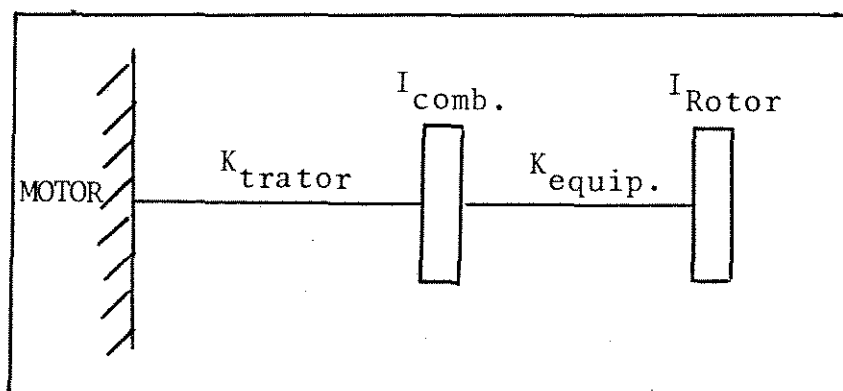 I comb.
I Rotor
K trator
K equip.
MOTOR